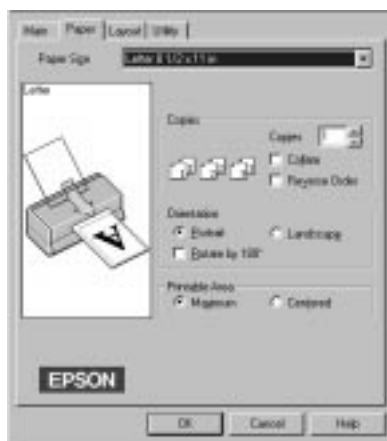 Main Paper Layout Utility
Paper Size Letter 8 1/2 x 11 in
Letter
Copies
Copies 1
Collate
Reverse Order
Orientation
Portrait Landscape
Rotate by 180°
Printable Area
Maximum Centered
A
EPSON
OK Cancel Help